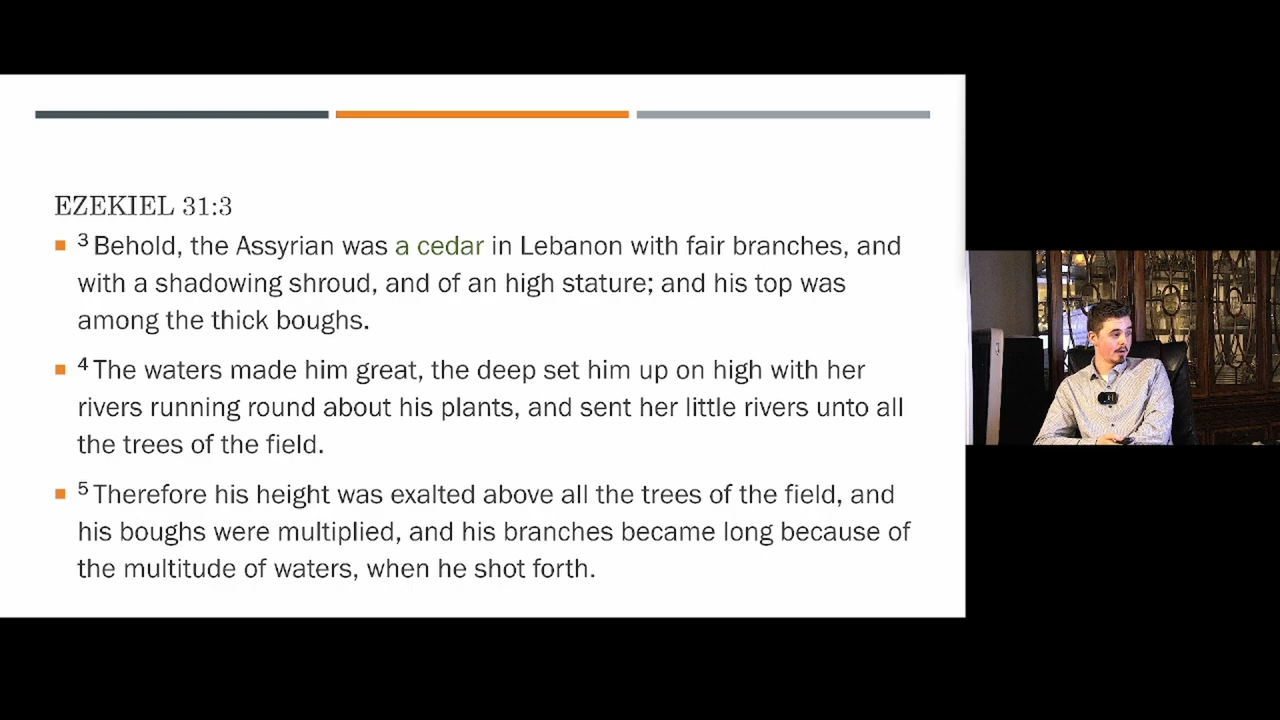 EZEKIEL 31:3
3 Behold, the Assyrian was a cedar in Lebanon with fair branches, and
with a shadowing shroud, and of an high stature; and his top was
among the thick boughs.
4 The waters made him great, the deep set him up on high with her
rivers running round about his plants, and sent her little rivers unto all
the trees of the field.
5 Therefore his height was exalted above all the trees of the field, and
his boughs were multiplied, and his branches became long because of
the multitude of waters, when he shot forth.